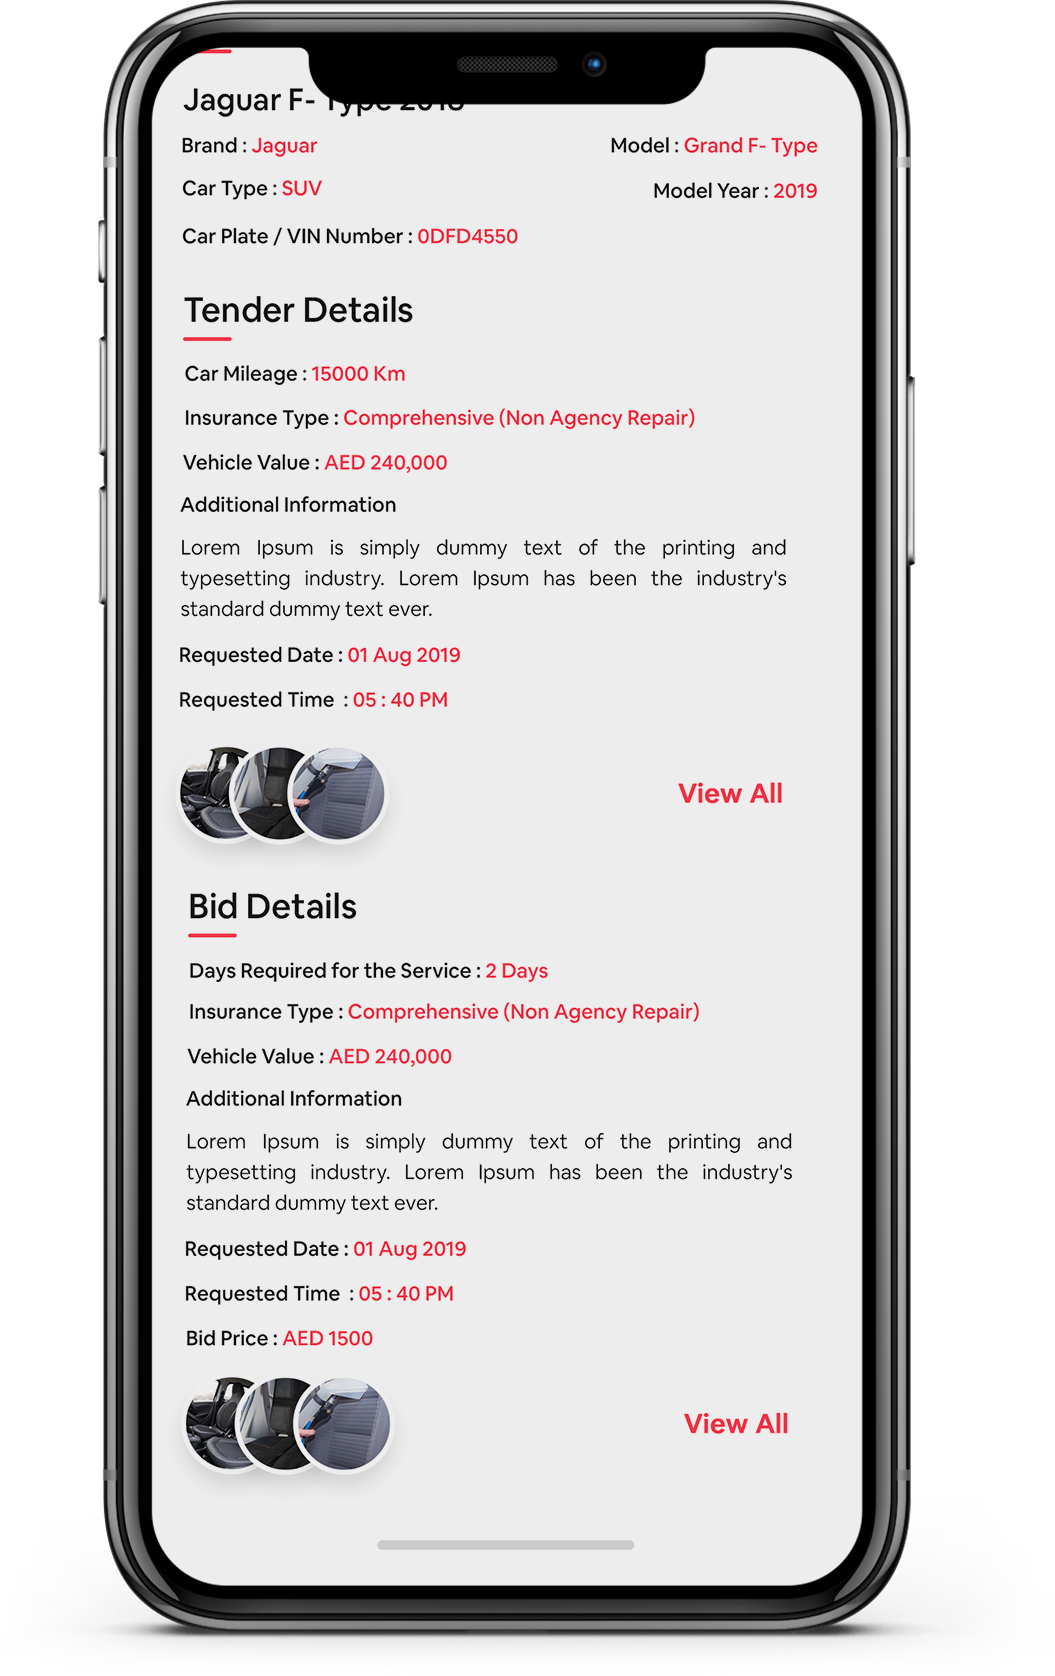 Jaguar F- Type
Brand : Jaguar
Model : Grand F- Type
Car Type : SUV
Model Year : 2019
Car Plate / VIN Number : 0DFD4550
Tender Details
Car Mileage : 15000 Km
Insurance Type : Comprehensive (Non Agency Repair)
Vehicle Value : AED 240,000
Additional Information
Lorem Ipsum is simply dummy text of the printing and
typesetting industry. Lorem Ipsum has been the industry's
standard dummy text ever.
Requested Date : 01 Aug 2019
Requested Time : 05 : 40 PM
View All
Bid Details
Days Required for the Service : 2 Days
Insurance Type : Comprehensive (Non Agency Repair)
Vehicle Value : AED 240,000
Additional Information
Lorem Ipsum is simply dummy text of the printing and
typesetting industry. Lorem Ipsum has been the industry's
standard dummy text ever.
Requested Date : 01 Aug 2019
Requested Time : 05 : 40 PM
Bid Price : AED 1500
View All